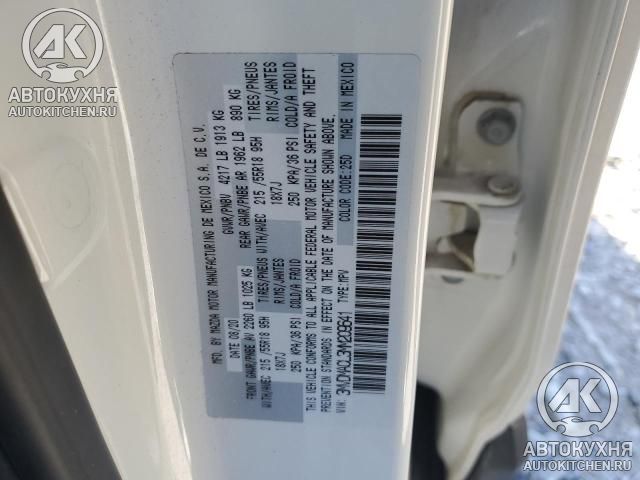 АК
АВТОКУХНЯ
AUTOKITCHEN.RU
MFD. BY MAZDA MOTOR MANUFACTURING DE MEXICO S.A. DE C.V.
DATE 08/20 GVWR/PNBV 4217 LB 1913 KG
FRONT GAWR/PNBE AV 2260 LB 1025 KG REAR GAWR/PNBE AR 1962 LB 890 KG
WITH/AVEC 215 /55R18 95H TIRES/PNEUS WITH/AVEC 215 /55R18 95H TIRES/PNEUS
18X7J RIMS/JANTES 18X7J RIMS/JANTES
250 KPA/36 PSI COLD/A FROID 250 KPA/36 PSI COLD/A FROID
THIS VEHICLE CONFORMS TO ALL APPLICABLE FEDERAL MOTOR VEHICLE SAFETY AND THEFT
PREVENTION STANDARDS IN EFFECT ON THE DATE OF MANUFACTURE SHOWN ABOVE.
VIN: TYPE: MPV COLOR CODE: 25D MADE IN MEXICO
АК
АВТОКУХНЯ
AUTOKITCHEN.RU